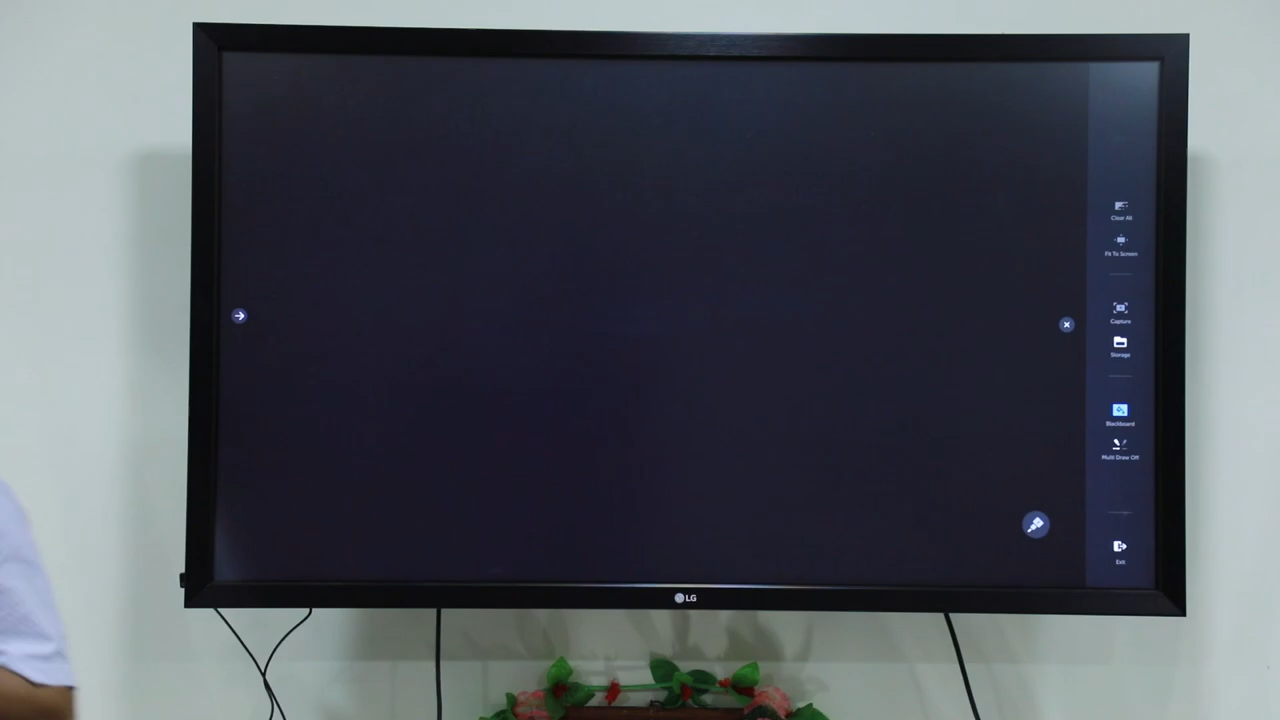 Clear All
Fit To Screen
Capture
Storage
Blackboard
Multi Draw Off
Exit
LG